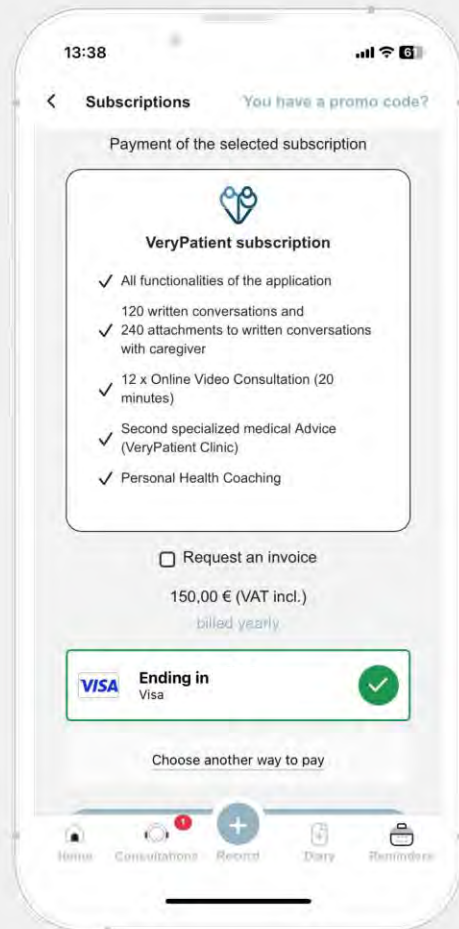 13:38
61
Subscriptions
You have a promo code?
Payment of the selected subscription
VeryPatient subscription
All functionalities of the application
120 written conversations and
240 attachments to written conversations
with caregiver
12 x Online Video Consultation (20
minutes)
Second specialized medical Advice
(VeryPatient Clinic)
Personal Health Coaching
Request an invoice
150,00 € (VAT incl.)
billed yearly
VISA
Ending in
Visa
Choose another way to pay
1
Home
Consultations
Record
Diary
Reminders